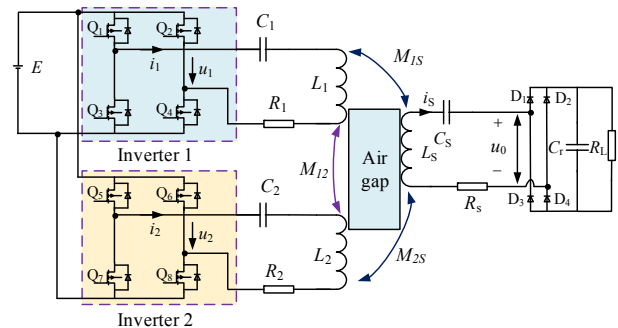 Q1 Q2 C1 M1S
E i1 u1 L1 iS D1 D2
Q3 Q4 R1 CS + Cr RL
Inverter 1 M12 Air gap LS u0
−
Q5 Q6 C2 RS D3 D4
i2 u2 L2
Q7 Q8 R2 M2S
Inverter 2